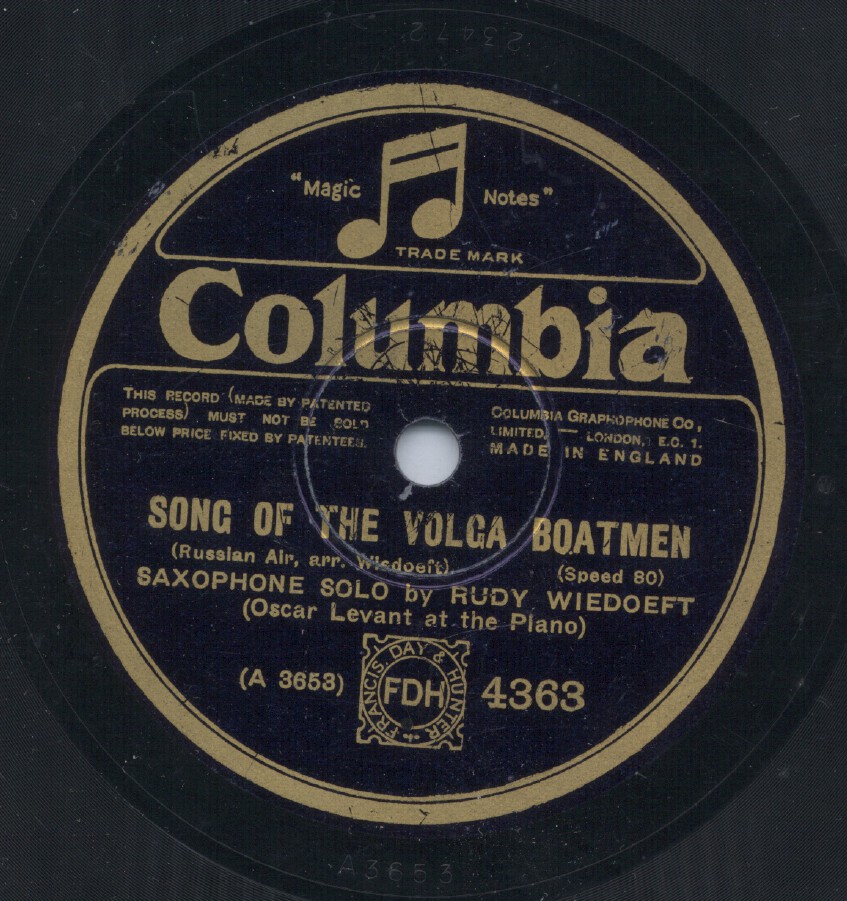 "Magic Notes"
TRADE MARK
Columbia
THIS RECORD (MADE BY PATENTED
PROCESS) MUST NOT BE SOLD
BELOW PRICE FIXED BY PATENTEES.
COLUMBIA GRAPHOPHONE CO,
LIMITED, — LONDON, E.C. 1.
MADE IN ENGLAND
SONG OF THE VOLGA BOATMEN
(Russian Air, arr. Wiedoeft).
(Speed 80)
SAXOPHONE SOLO by RUDY WIEDOEFT
(Oscar Levant at the Piano)
(A 3653)
FRANCIS DAY & HUNTER
FDH
4363
A3653